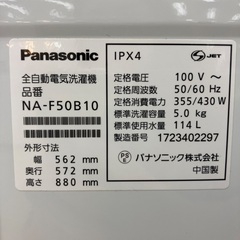 Panasonic
全自動電気洗濯機
品番
NA-F50B10
外形寸法
幅 562 mm
奥行 572 mm
高さ 880 mm
IPX4
JET
定格電圧 100 V ～
定格周波数 50/60 Hz
定格消費電力 355/430 W
標準洗濯容量 5.0 kg
標準使用水量 114 L
製造番号 1723402297
PS E
パナソニック株式会社
中国製